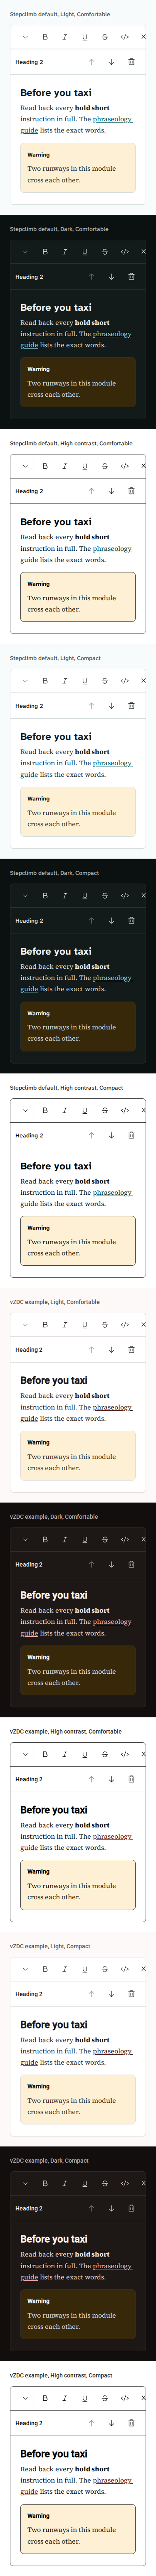 Stepclimb default, Light, Comfortable
B I U S </> X
Heading 2
Before you taxi
Read back every hold short
instruction in full. The phraseology
guide lists the exact words.
Warning
Two runways in this module
cross each other.
Stepclimb default, Dark, Comfortable
B I U S </> X
Heading 2
Before you taxi
Read back every hold short
instruction in full. The phraseology
guide lists the exact words.
Warning
Two runways in this module
cross each other.
Stepclimb default, High contrast, Comfortable
B I U S </> X
Heading 2
Before you taxi
Read back every hold short
instruction in full. The phraseology
guide lists the exact words.
Warning
Two runways in this module
cross each other.
Stepclimb default, Light, Compact
B I U S </> X
Heading 2
Before you taxi
Read back every hold short
instruction in full. The phraseology
guide lists the exact words.
Warning
Two runways in this module
cross each other.
Stepclimb default, Dark, Compact
B I U S </> X
Heading 2
Before you taxi
Read back every hold short
instruction in full. The phraseology
guide lists the exact words.
Warning
Two runways in this module
cross each other.
Stepclimb default, High contrast, Compact
B I U S </> X
Heading 2
Before you taxi
Read back every hold short
instruction in full. The phraseology
guide lists the exact words.
Warning
Two runways in this module
cross each other.
vZDC example, Light, Comfortable
B I U S </> X
Heading 2
Before you taxi
Read back every hold short
instruction in full. The phraseology
guide lists the exact words.
Warning
Two runways in this module
cross each other.
vZDC example, Dark, Comfortable
B I U S </> X
Heading 2
Before you taxi
Read back every hold short
instruction in full. The phraseology
guide lists the exact words.
Warning
Two runways in this module
cross each other.
vZDC example, High contrast, Comfortable
B I U S </> X
Heading 2
Before you taxi
Read back every hold short
instruction in full. The phraseology
guide lists the exact words.
Warning
Two runways in this module
cross each other.
vZDC example, Light, Compact
B I U S </> X
Heading 2
Before you taxi
Read back every hold short
instruction in full. The phraseology
guide lists the exact words.
Warning
Two runways in this module
cross each other.
vZDC example, Dark, Compact
B I U S </> X
Heading 2
Before you taxi
Read back every hold short
instruction in full. The phraseology
guide lists the exact words.
Warning
Two runways in this module
cross each other.
vZDC example, High contrast, Compact
B I U S </> X
Heading 2
Before you taxi
Read back every hold short
instruction in full. The phraseology
guide lists the exact words.
Warning
Two runways in this module
cross each other.